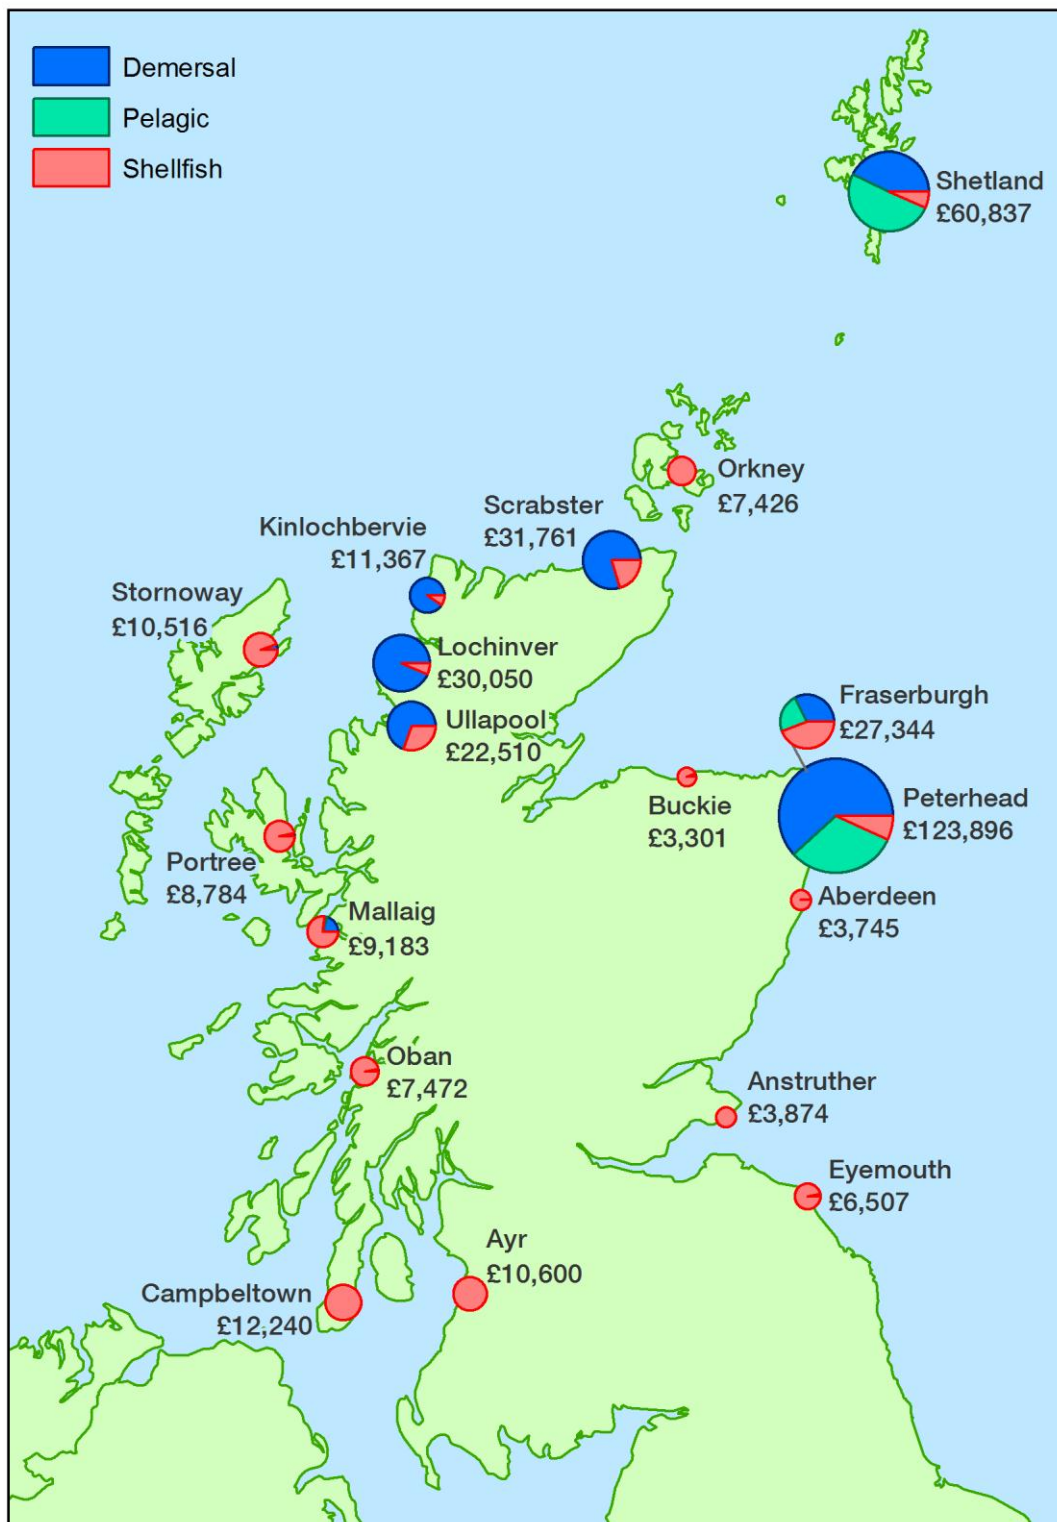 Demersal
Pelagic
Shellfish
Shetland
£60,837
Orkney
£7,426
Scrabster
£31,761
Kinlochbervie
£11,367
Stornoway
£10,516
Lochinver
£30,050
Ullapool
£22,510
Fraserburgh
£27,344
Buckie
£3,301
Peterhead
£123,896
Portree
£8,784
Aberdeen
£3,745
Mallaig
£9,183
Oban
£7,472
Anstruther
£3,874
Eyemouth
£6,507
Ayr
£10,600
Campbeltown
£12,240